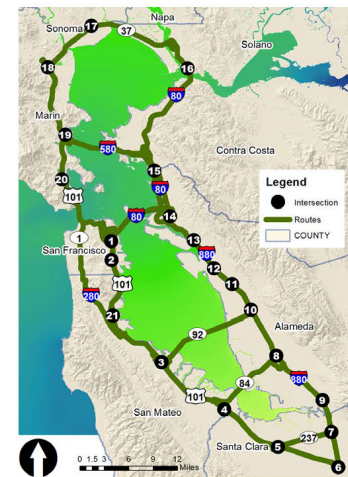 Napa
Sonoma
17
37
Solano
18
16
80
Marin
19
580
Contra Costa
15
20
80
101
Legend
Intersection
Routes
COUNTY
80
14
1
1
13
880
San Francisco
2
12
101
11
280
21
10
92
Alameda
3
8
84
880
101
9
San Mateo
4
7
237
Santa Clara
5
6
0 1.5 3 6 9 12
Miles